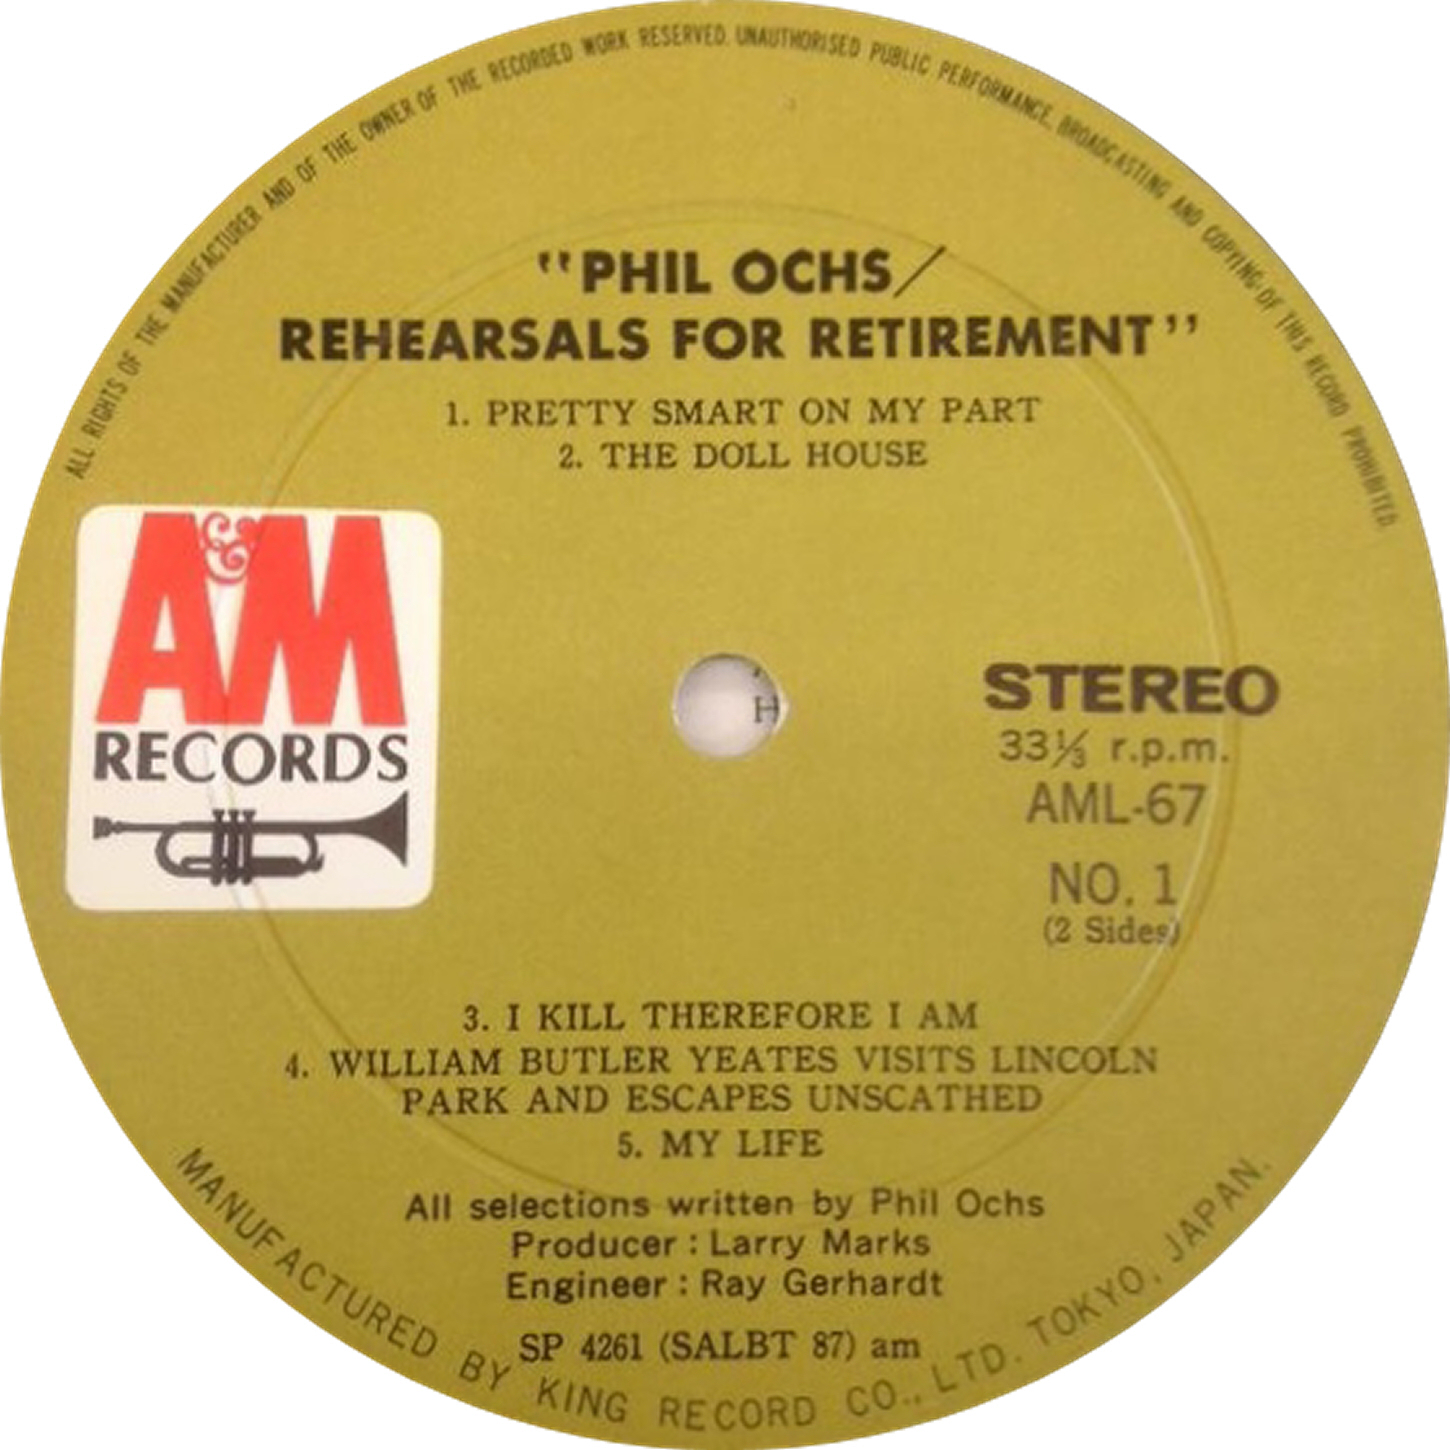 ALL RIGHTS OF THE MANUFACTURER AND OF THE OWNER OF THE RECORDED WORK RESERVED. UNAUTHORISED PUBLIC PERFORMANCE, BROADCASTING AND COPYING OF THIS RECORD PROHIBITED.
"PHIL OCHS/
REHEARSALS FOR RETIREMENT"
1. PRETTY SMART ON MY PART
2. THE DOLL HOUSE
A&M
RECORDS
H
STEREO
33⅓ r.p.m.
AML-67
NO. 1
(2 Sides)
3. I KILL THEREFORE I AM
4. WILLIAM BUTLER YEATES VISITS LINCOLN
PARK AND ESCAPES UNSCATHED
5. MY LIFE
All selections written by Phil Ochs
Producer : Larry Marks
Engineer : Ray Gerhardt
SP 4261 (SALBT 87) am
MANUFACTURED BY KING RECORD CO., LTD. TOKYO, JAPAN.